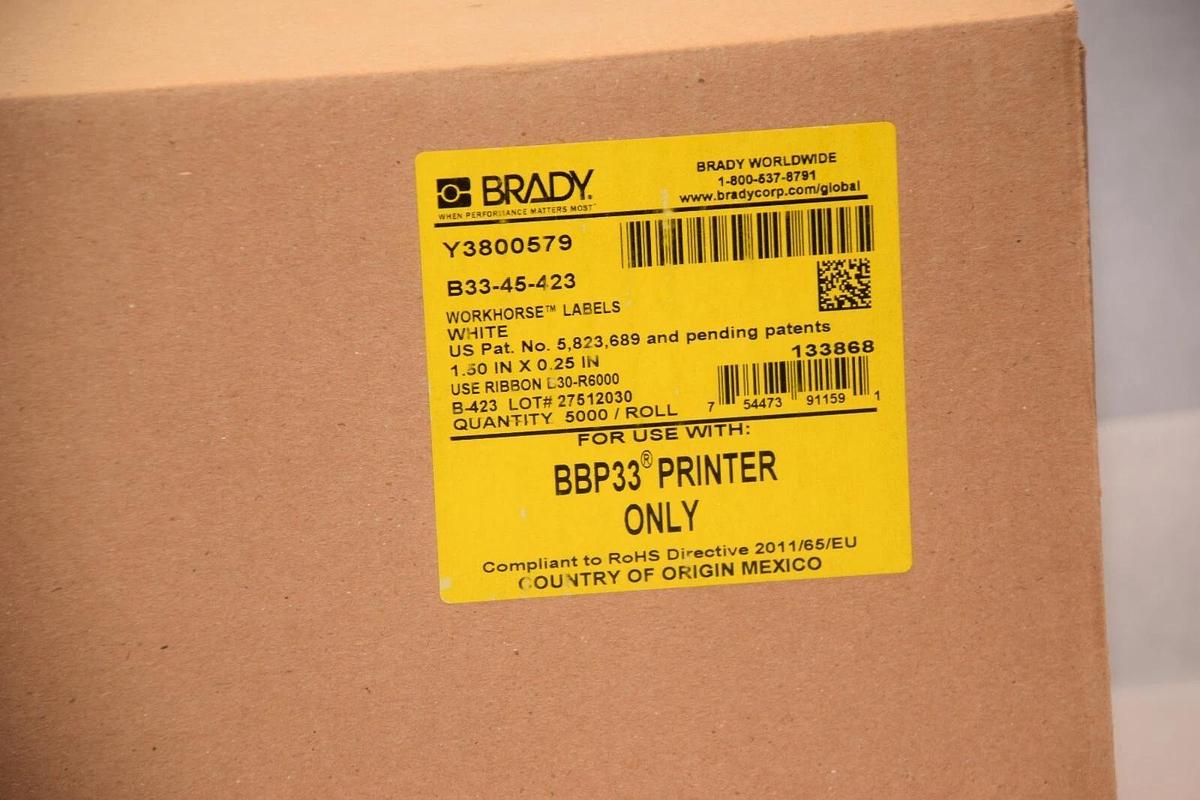 BRADY.
WHEN PERFORMANCE MATTERS MOST™
BRADY WORLDWIDE
1-800-537-8791
www.bradycorp.com/global
Y3800579
B33-45-423
WORKHORSE™ LABELS
WHITE
US Pat. No. 5,823,689 and pending patents
1.50 IN X 0.25 IN
133868
USE RIBBON B30-R6000
B-423 LOT# 27512030
7 54473 91159 1
QUANTITY 5000 / ROLL
FOR USE WITH:
BBP33® PRINTER
ONLY
Compliant to RoHS Directive 2011/65/EU
COUNTRY OF ORIGIN MEXICO